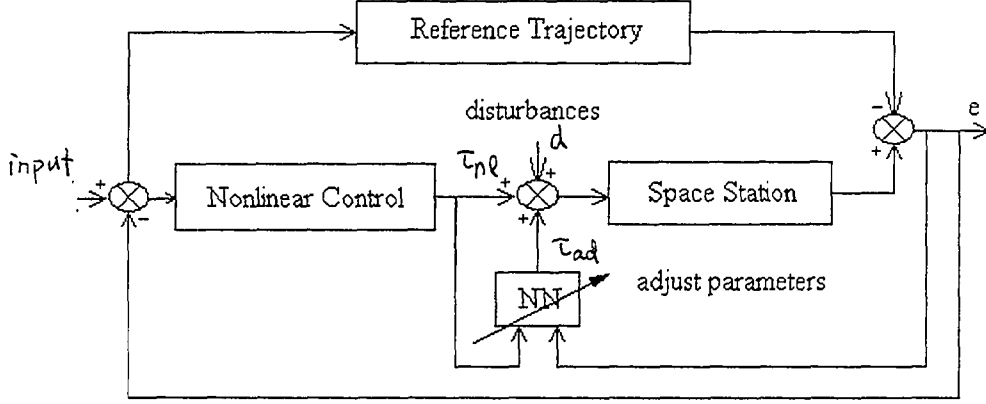 Reference Trajectory
disturbances
d
e
input
τnl
Nonlinear Control
Space Station
τad
NN
adjust parameters
+
-
+
+
+
-
+